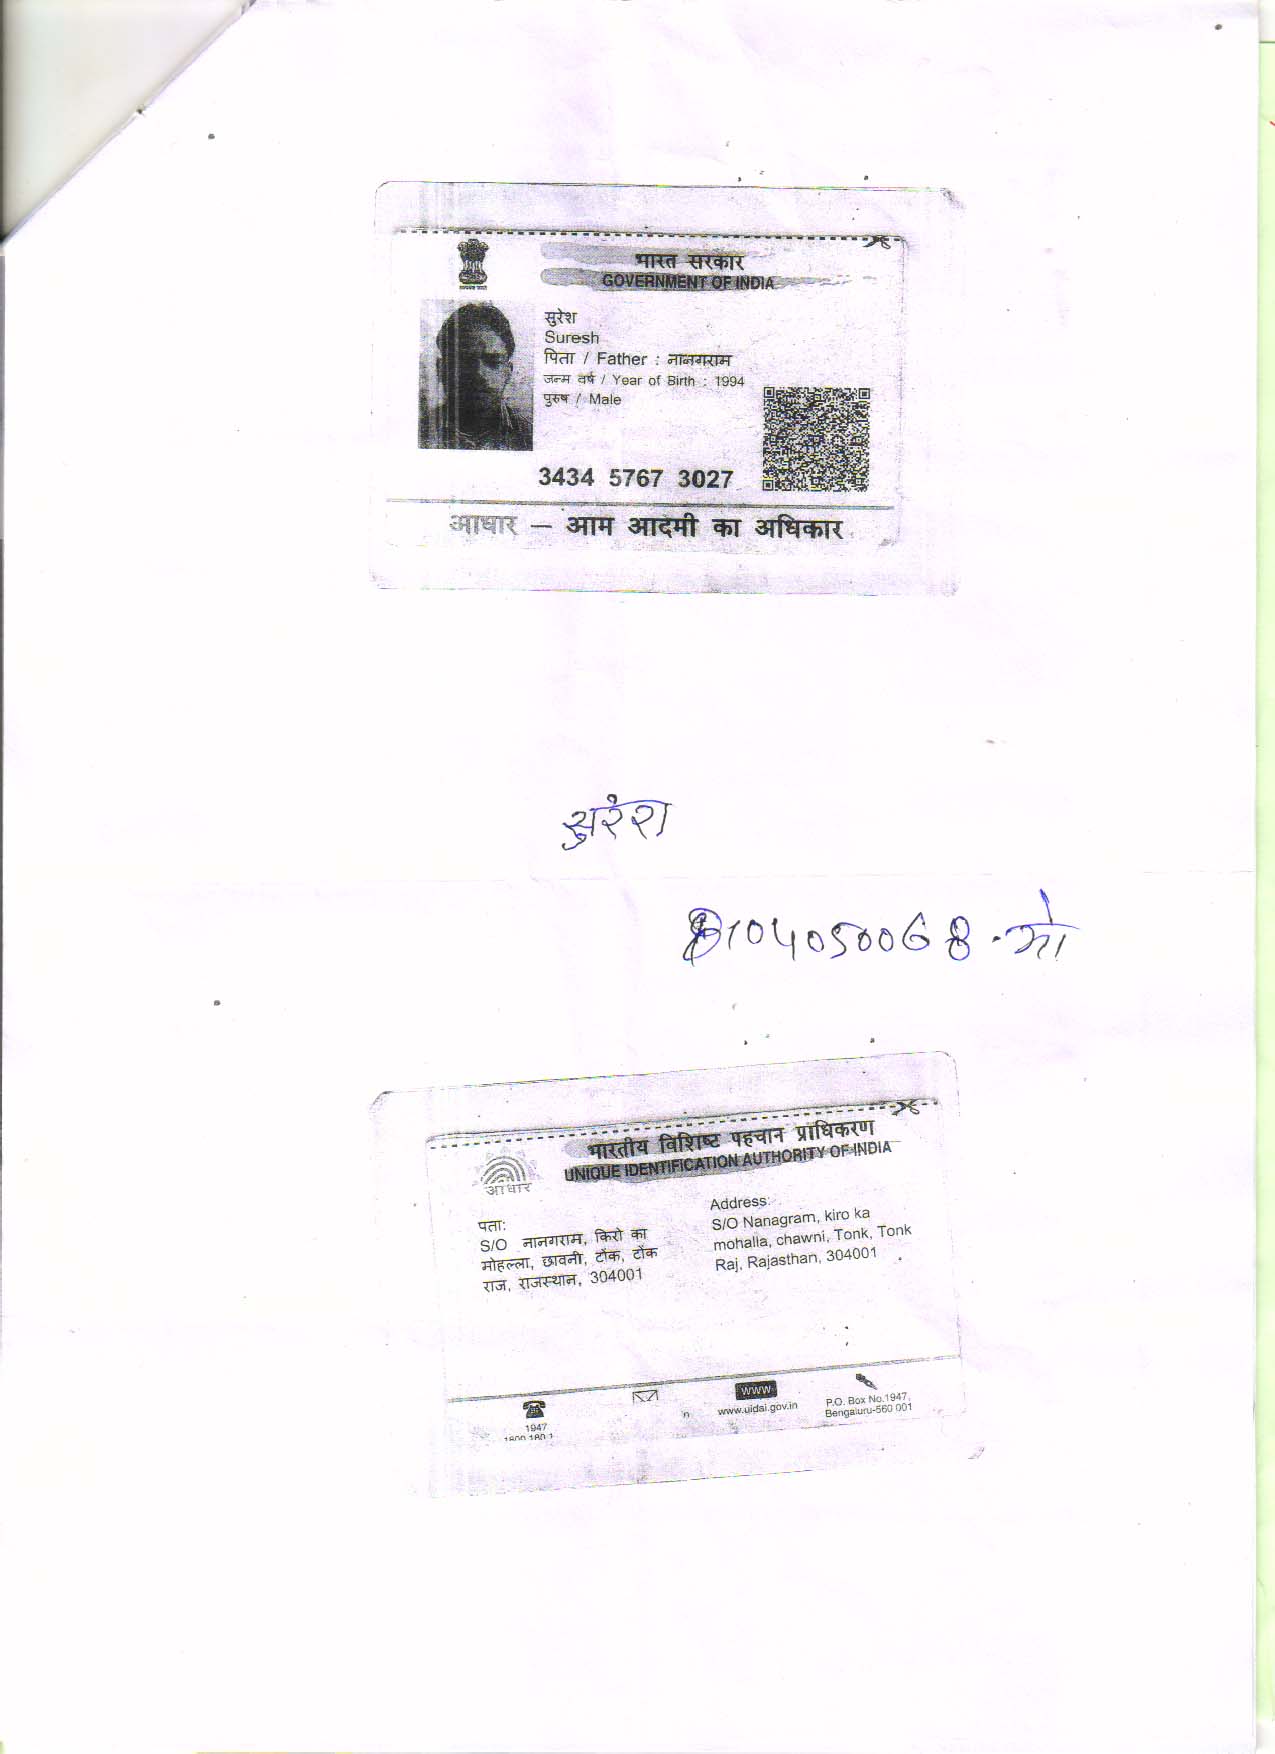 भारत सरकार
GOVERNMENT OF INDIA
सुरेश
Suresh
पिता / Father : नानगराम
जन्म वर्ष / Year of Birth : 1994
पुरुष / Male
3434 5767 3027
आधार – आम आदमी का अधिकार
सुरेश
8104050068 - मो
भारतीय विशिष्ट पहचान प्राधिकरण
UNIQUE IDENTIFICATION AUTHORITY OF INDIA
आधार
पता:
S/O नानगराम, किरो का
मोहल्ला, छावनी, टोंक, टोंक
राज, राजस्थान, 304001
Address:
S/O Nanagram, kiro ka
mohalla, chawni, Tonk, Tonk
Raj, Rajasthan, 304001
1947
WWW
www.uidai.gov.in
P.O. Box No.1947,
Bengaluru-560 001